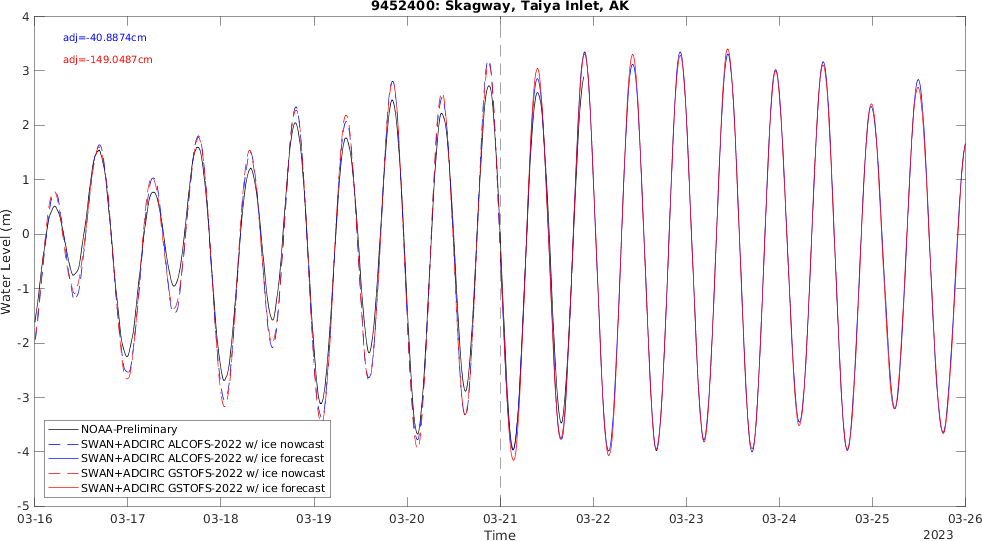 9452400: Skagway, Taiya Inlet, AK
adj=-40.8874cm
adj=-149.0487cm
4
3
2
1
0
-1
-2
-3
-4
-5
Water Level (m)
NOAA-Preliminary
SWAN+ADCIRC ALCOFS-2022 w/ ice nowcast
SWAN+ADCIRC ALCOFS-2022 w/ ice forecast
SWAN+ADCIRC GSTOFS-2022 w/ ice nowcast
SWAN+ADCIRC GSTOFS-2022 w/ ice forecast
03-16 03-17 03-18 03-19 03-20 03-21 03-22 03-23 03-24 03-25 03-26
Time
2023